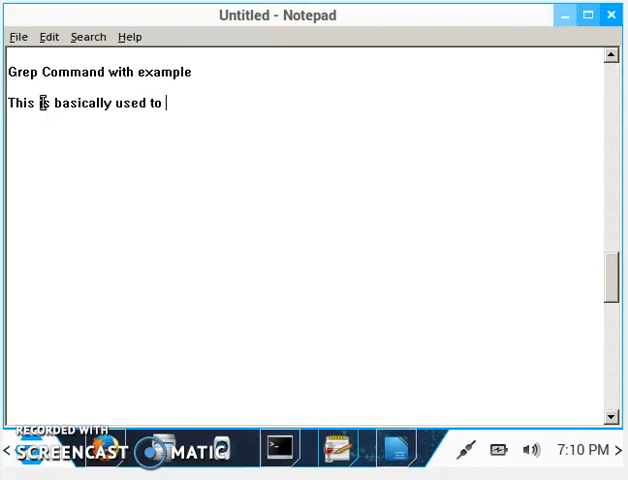 Untitled - Notepad
File Edit Search Help
Grep Command with example
This is basically used to
RECORDED WITH
SCREENCAST MATIC
7:10 PM